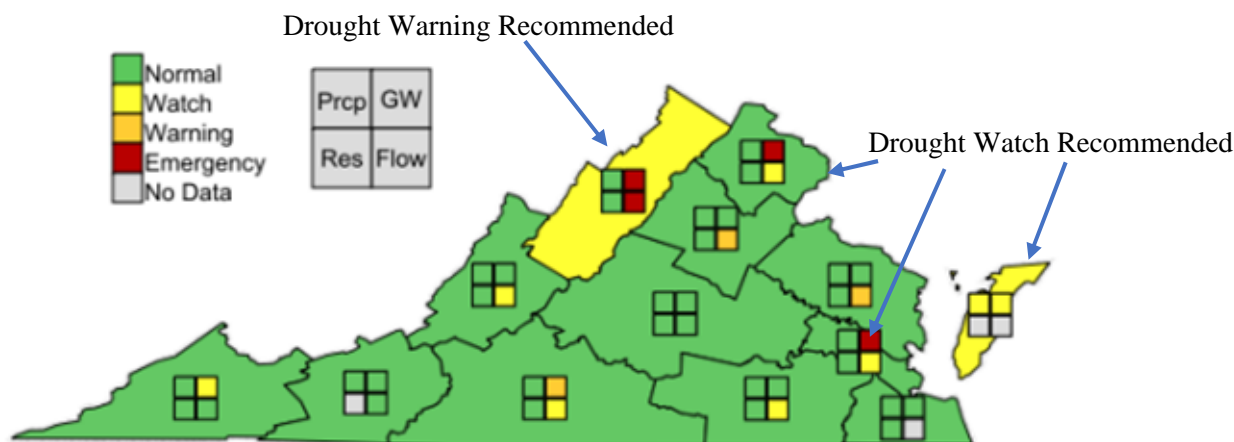 Drought Warning Recommended
Normal
Watch
Warning
Emergency
No Data
Prcp GW
Res Flow
Drought Watch Recommended